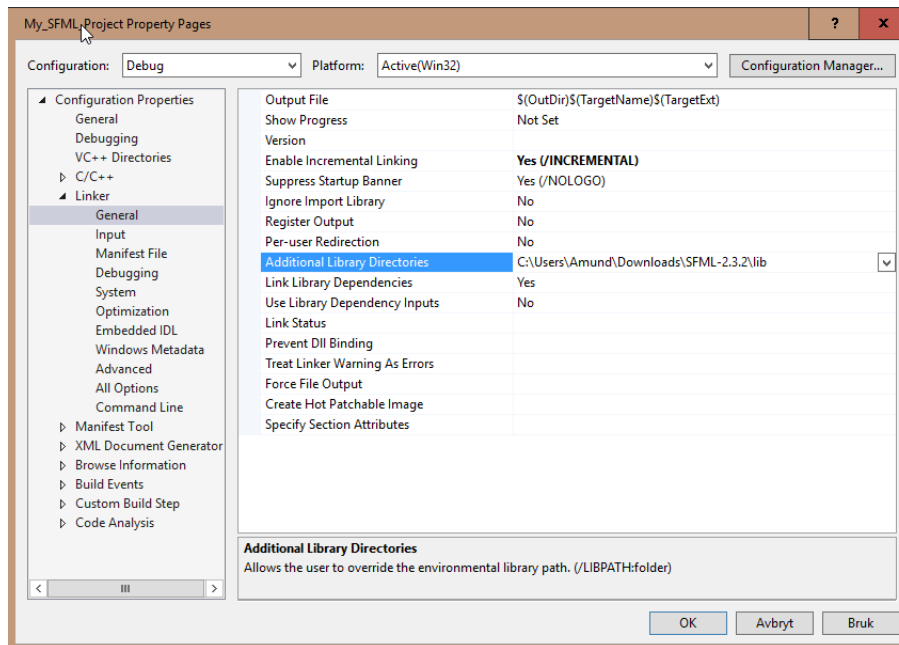 My_SFML_Project Property Pages
?
x
Configuration:
Debug
Platform:
Active(Win32)
Configuration Manager...
Configuration Properties
General
Debugging
VC++ Directories
C/C++
Linker
General
Input
Manifest File
Debugging
System
Optimization
Embedded IDL
Windows Metadata
Advanced
All Options
Command Line
Manifest Tool
XML Document Generator
Browse Information
Build Events
Custom Build Step
Code Analysis
Output File $(OutDir)$(TargetName)$(TargetExt)
Show Progress Not Set
Version
Enable Incremental Linking Yes (/INCREMENTAL)
Suppress Startup Banner Yes (/NOLOGO)
Ignore Import Library No
Register Output No
Per-user Redirection No
Additional Library Directories C:\Users\Amund\Downloads\SFML-2.3.2\lib
Link Library Dependencies Yes
Use Library Dependency Inputs No
Link Status
Prevent Dll Binding
Treat Linker Warning As Errors
Force File Output
Create Hot Patchable Image
Specify Section Attributes
Additional Library Directories
Allows the user to override the environmental library path. (/LIBPATH:folder)
OK
Avbryt
Bruk